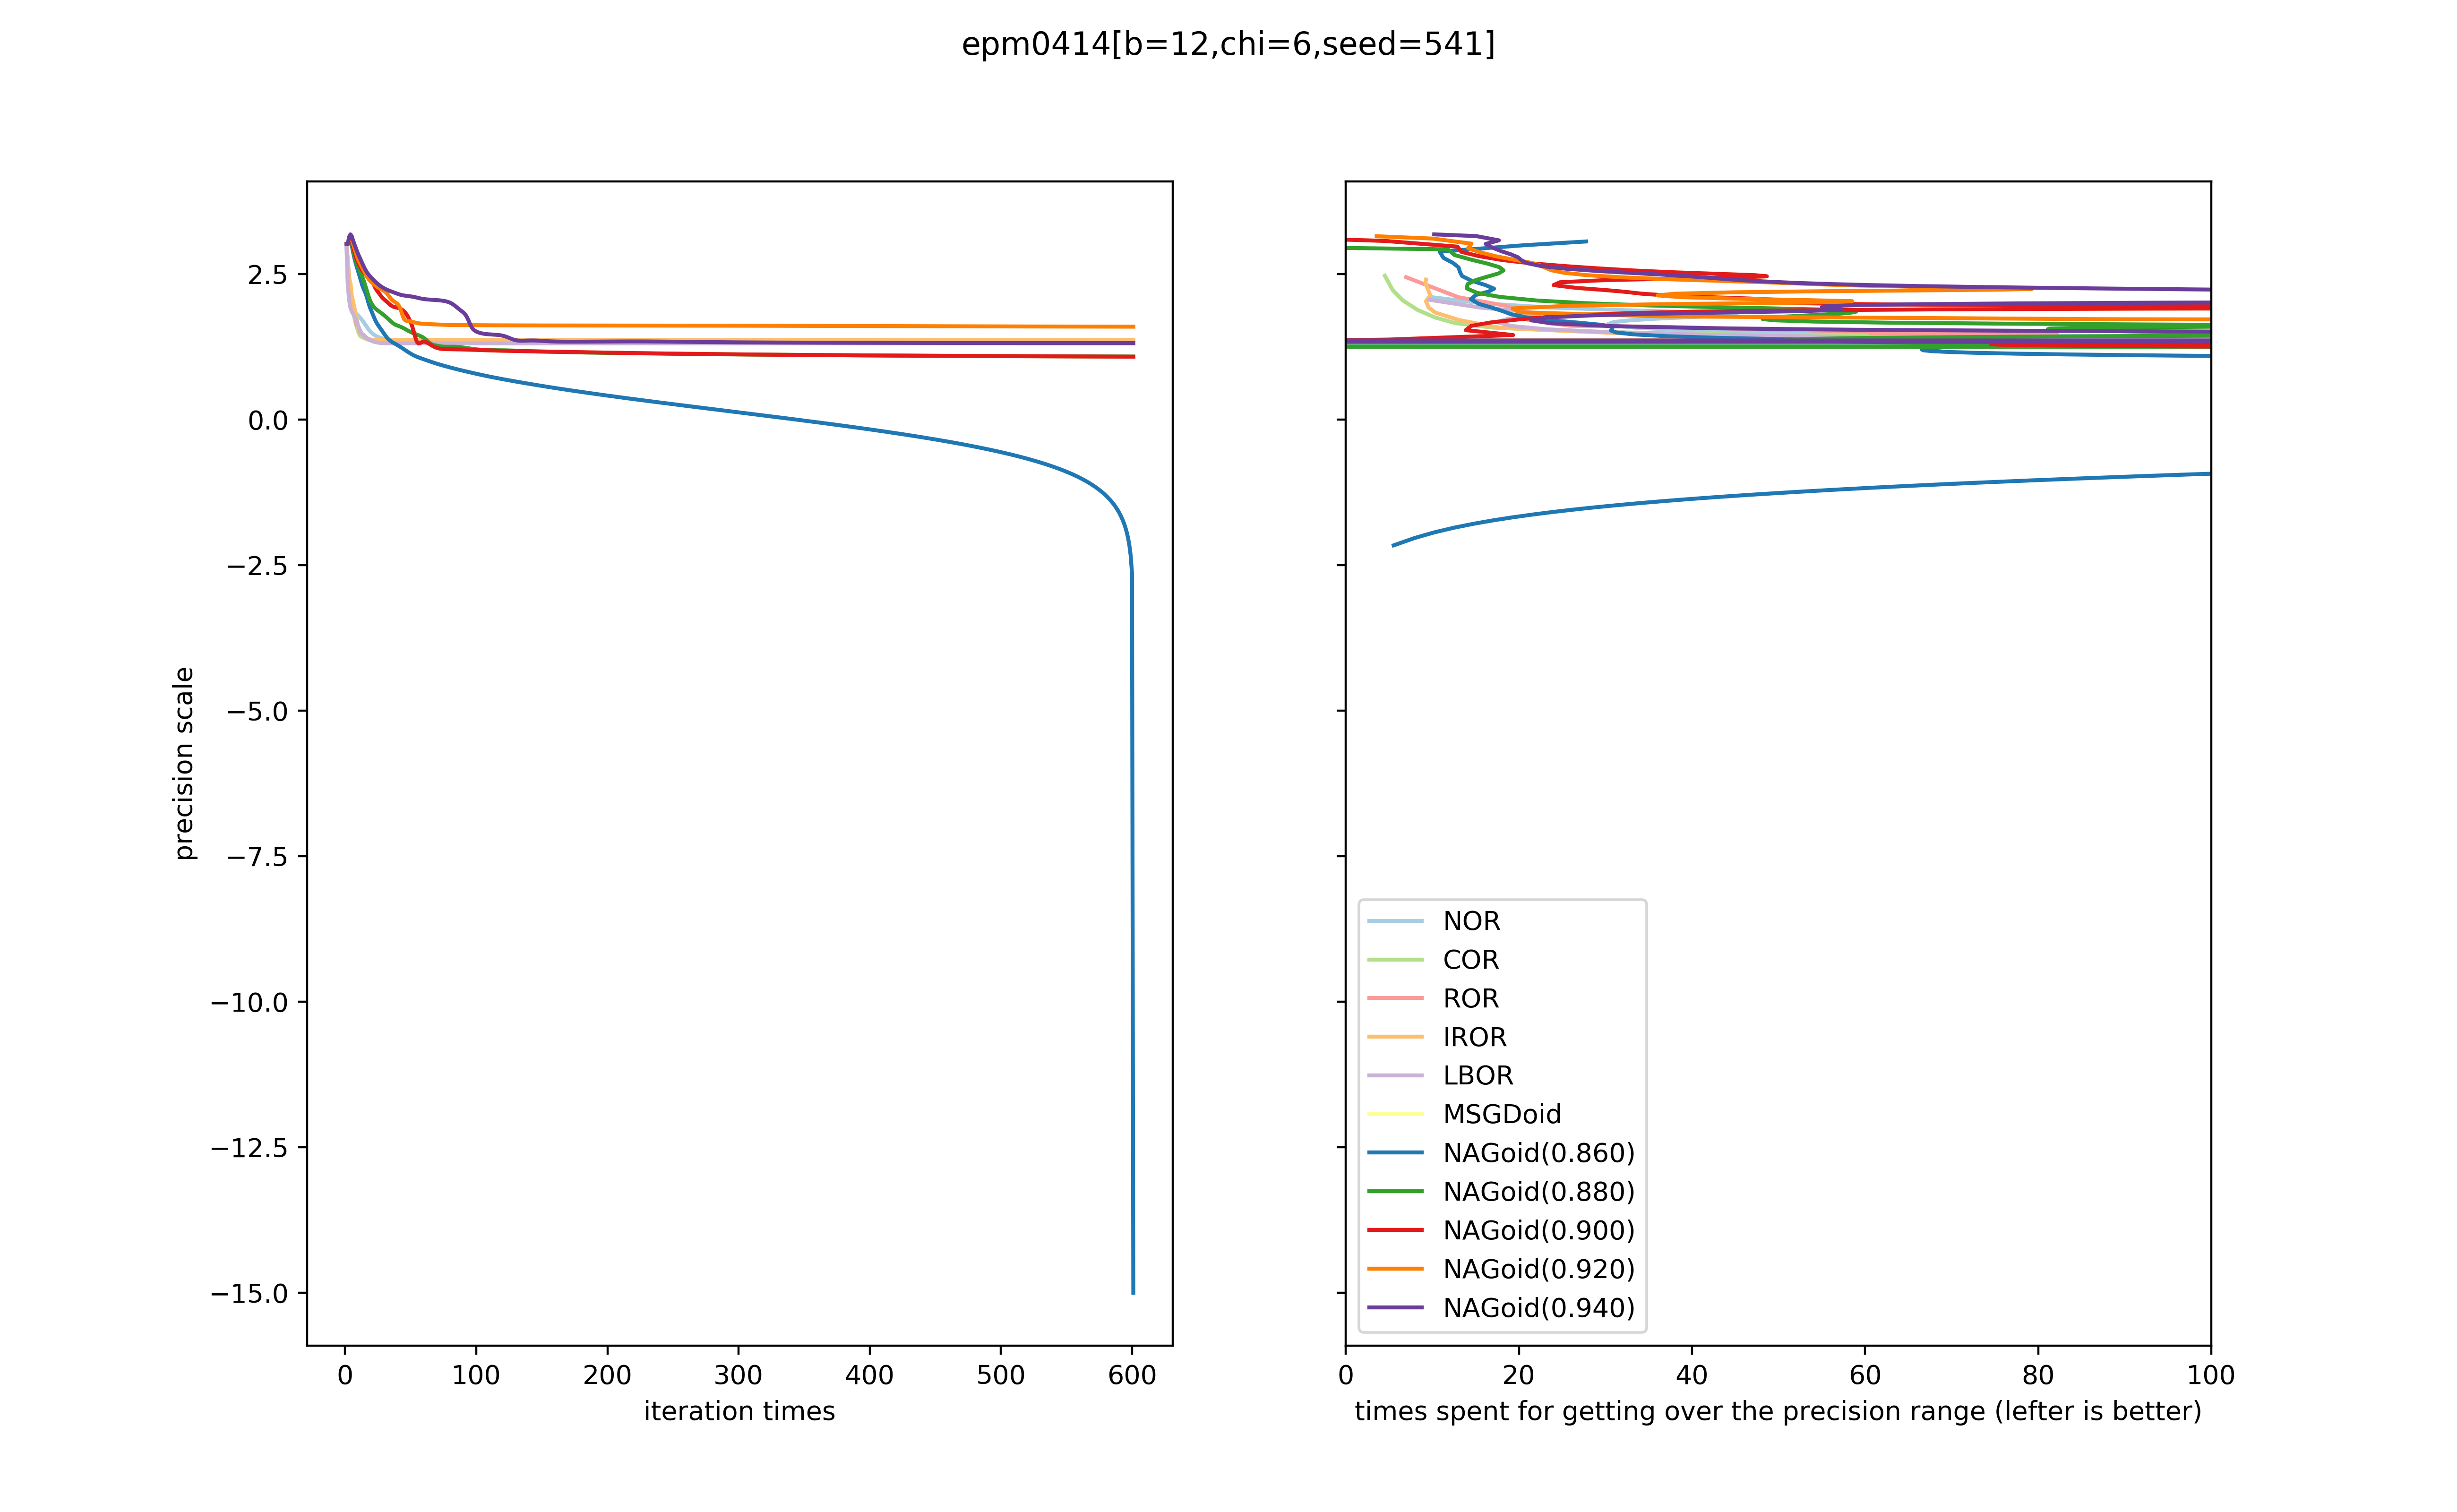 epm0414[b=12,chi=6,seed=541]
precision scale
2.5
0.0
−2.5
−5.0
−7.5
−10.0
−12.5
−15.0
0 100 200 300 400 500 600
iteration times
NOR
COR
ROR
IROR
LBOR
MSGDoid
NAGoid(0.860)
NAGoid(0.880)
NAGoid(0.900)
NAGoid(0.920)
NAGoid(0.940)
0 20 40 60 80 100
times spent for getting over the precision range (lefter is better)